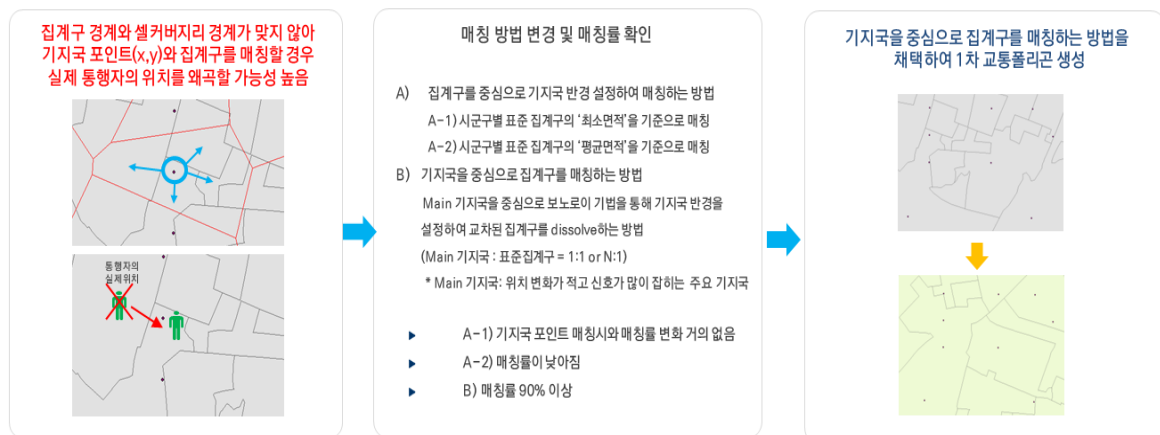 집계구 경계와 셀커버지리 경계가 맞지 않아
기지국 포인트(x,y)와 집계구를 매칭할 경우
실제 통행자의 위치를 왜곡할 가능성 높음
통행자의
실제위치
매칭 방법 변경 및 매칭률 확인
A) 집계구를 중심으로 기지국 반경 설정하여 매칭하는 방법
A-1) 시군구별 표준 집계구의 ‘최소면적’을 기준으로 매칭
A-2) 시군구별 표준 집계구의 ‘평균면적’을 기준으로 매칭
B) 기지국을 중심으로 집계구를 매칭하는 방법
Main 기지국을 중심으로 보노로이 기법을 통해 기지국 반경을
설정하여 교차된 집계구를 dissolve하는 방법
(Main 기지국 : 표준집계구 = 1:1 or N:1)
* Main 기지국: 위치 변화가 적고 신호가 많이 잡히는 주요 기지국
▶ A-1) 기지국 포인트 매칭시와 매칭률 변화 거의 없음
▶ A-2) 매칭률이 낮아짐
▶ B) 매칭률 90% 이상
기지국을 중심으로 집계구를 매칭하는 방법을
채택하여 1차 교통폴리곤 생성